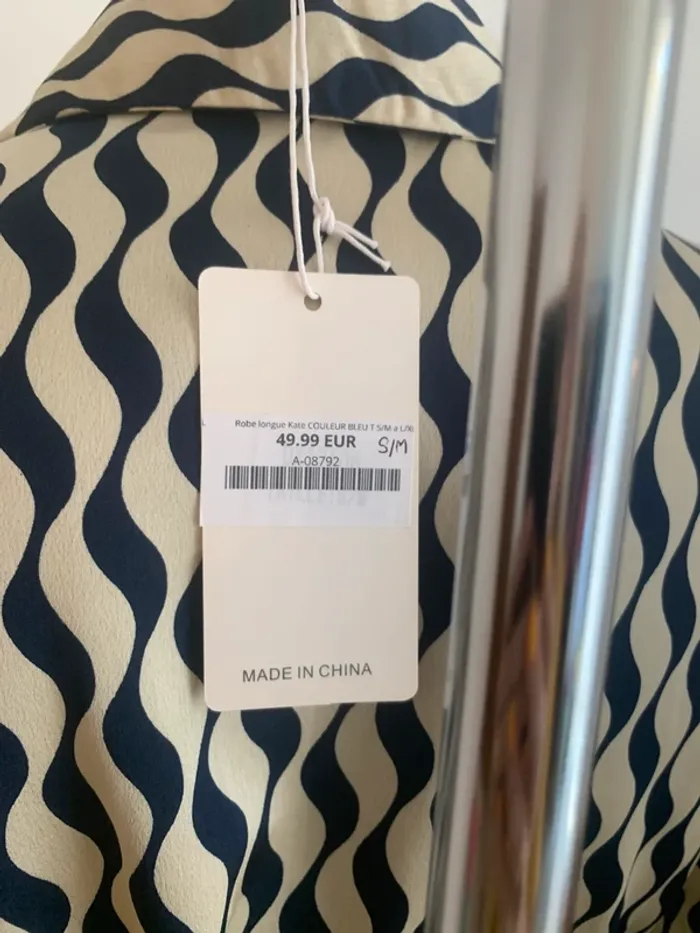 Robe longue Kate COULEUR BLEU T S/M a L/Xl
49.99 EUR
S/M
A-08792
MADE IN CHINA